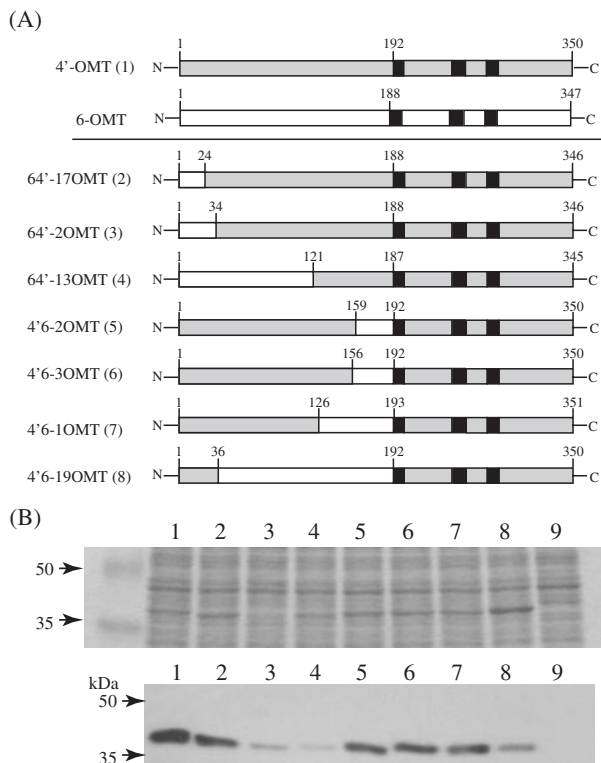 (A)
1 192 350
4'-OMT (1) N C
1 188 347
6-OMT N C
1 24 188 346
64'-17OMT (2) N C
1 34 188 346
64'-2OMT (3) N C
1 121 187 345
64'-13OMT (4) N C
1 159 192 350
4'6-2OMT (5) N C
1 156 192 350
4'6-3OMT (6) N C
1 126 193 351
4'6-1OMT (7) N C
1 36 192 350
4'6-19OMT (8) N C
(B)
1 2 3 4 5 6 7 8 9
50
35
1 2 3 4 5 6 7 8 9
kDa
50
35